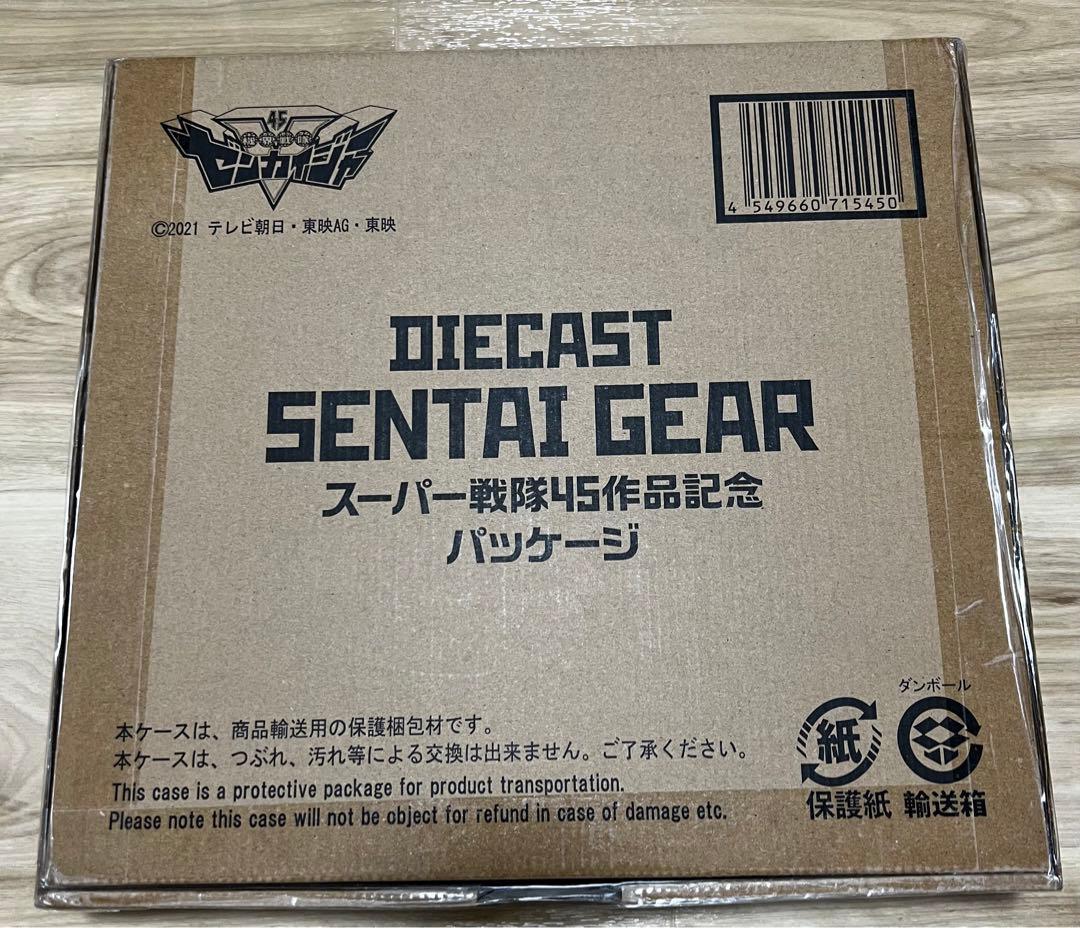 45
機界戦隊
ゼンカイジャー
©2021 テレビ朝日・東映AG・東映
4 549660 715450
DIECAST
SENTAI GEAR
スーパー戦隊45作品記念
パッケージ
本ケースは、商品輸送用の保護梱包材です。
本ケースは、つぶれ、汚れ等による交換は出来ません。ご了承ください。
This case is a protective package for product transportation.
Please note this case will not be object for refund in case of damage etc.
紙
保護紙
ダンボール
輸送箱